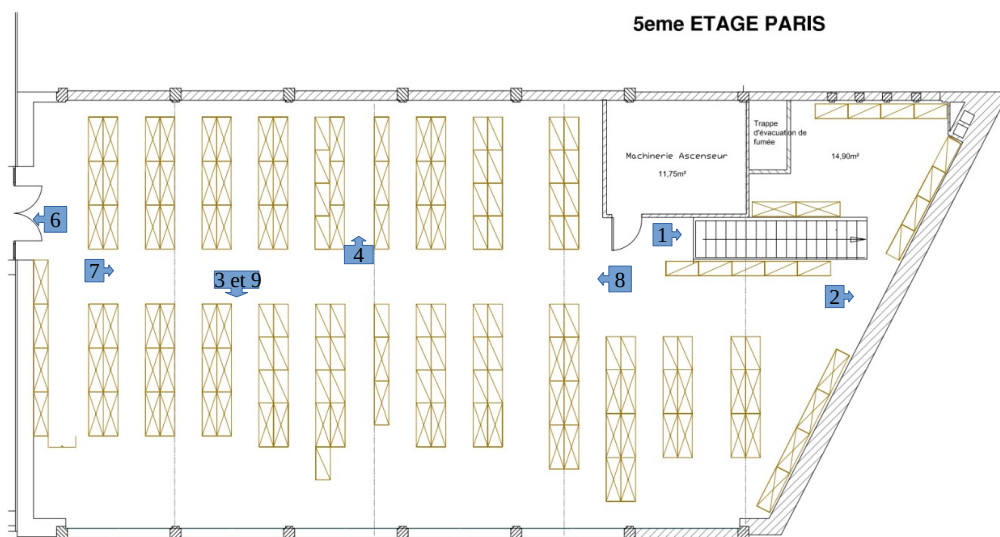 5eme ETAGE PARIS
Trappe
d'évacuation de
fumée
Machinerie Ascenseur
11,75m²
14,90m²
6
1
4
7
3 et 9
8
2